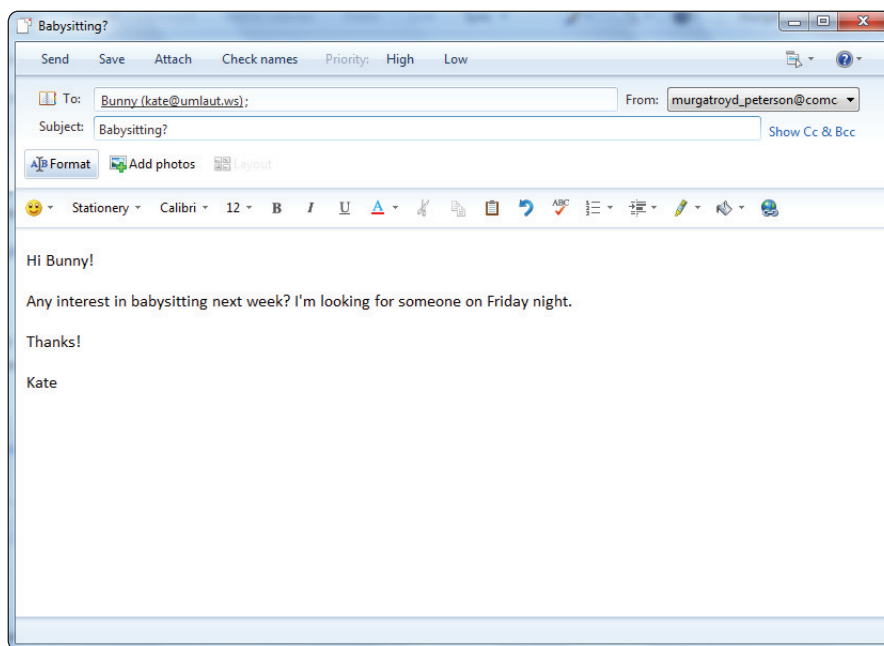 Babysitting?
Send Save Attach Check names Priority: High Low
To: Bunny (kate@umlaut.ws); From: murgatroyd_peterson@comc
Subject: Babysitting? Show Cc & Bcc
A B Format Add photos Layout
Stationery Calibri 12 B I U A ABC
Hi Bunny!
Any interest in babysitting next week? I'm looking for someone on Friday night.
Thanks!
Kate